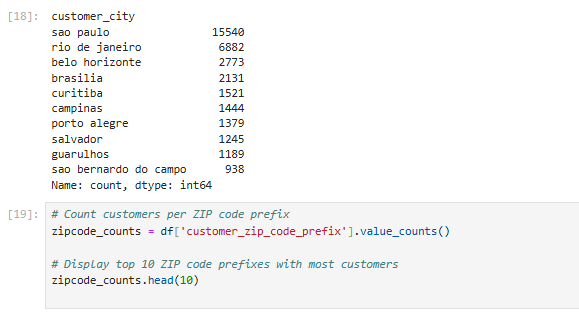 [18]: customer_city
sao paulo 15540
rio de janeiro 6882
belo horizonte 2773
brasilia 2131
curitiba 1521
campinas 1444
porto alegre 1379
salvador 1245
guarulhos 1189
sao bernardo do campo 938
Name: count, dtype: int64
[19]: # Count customers per ZIP code prefix
zipcode_counts = df['customer_zip_code_prefix'].value_counts()
# Display top 10 ZIP code prefixes with most customers
zipcode_counts.head(10)